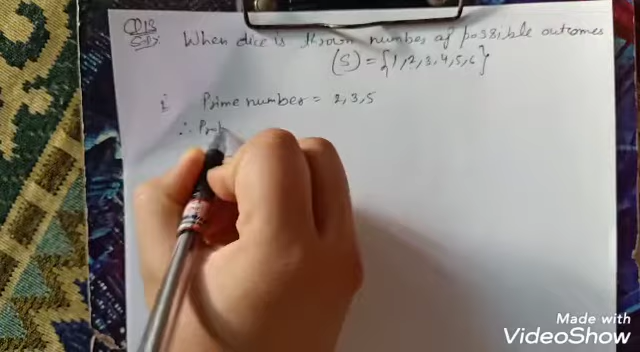 Q13
Solⁿ. When dice is thrown number of possible outcomes
(S) = {1,2,3,4,5,6}
i Prime number = 2,3,5
∴ Prob
Made with
VideoShow